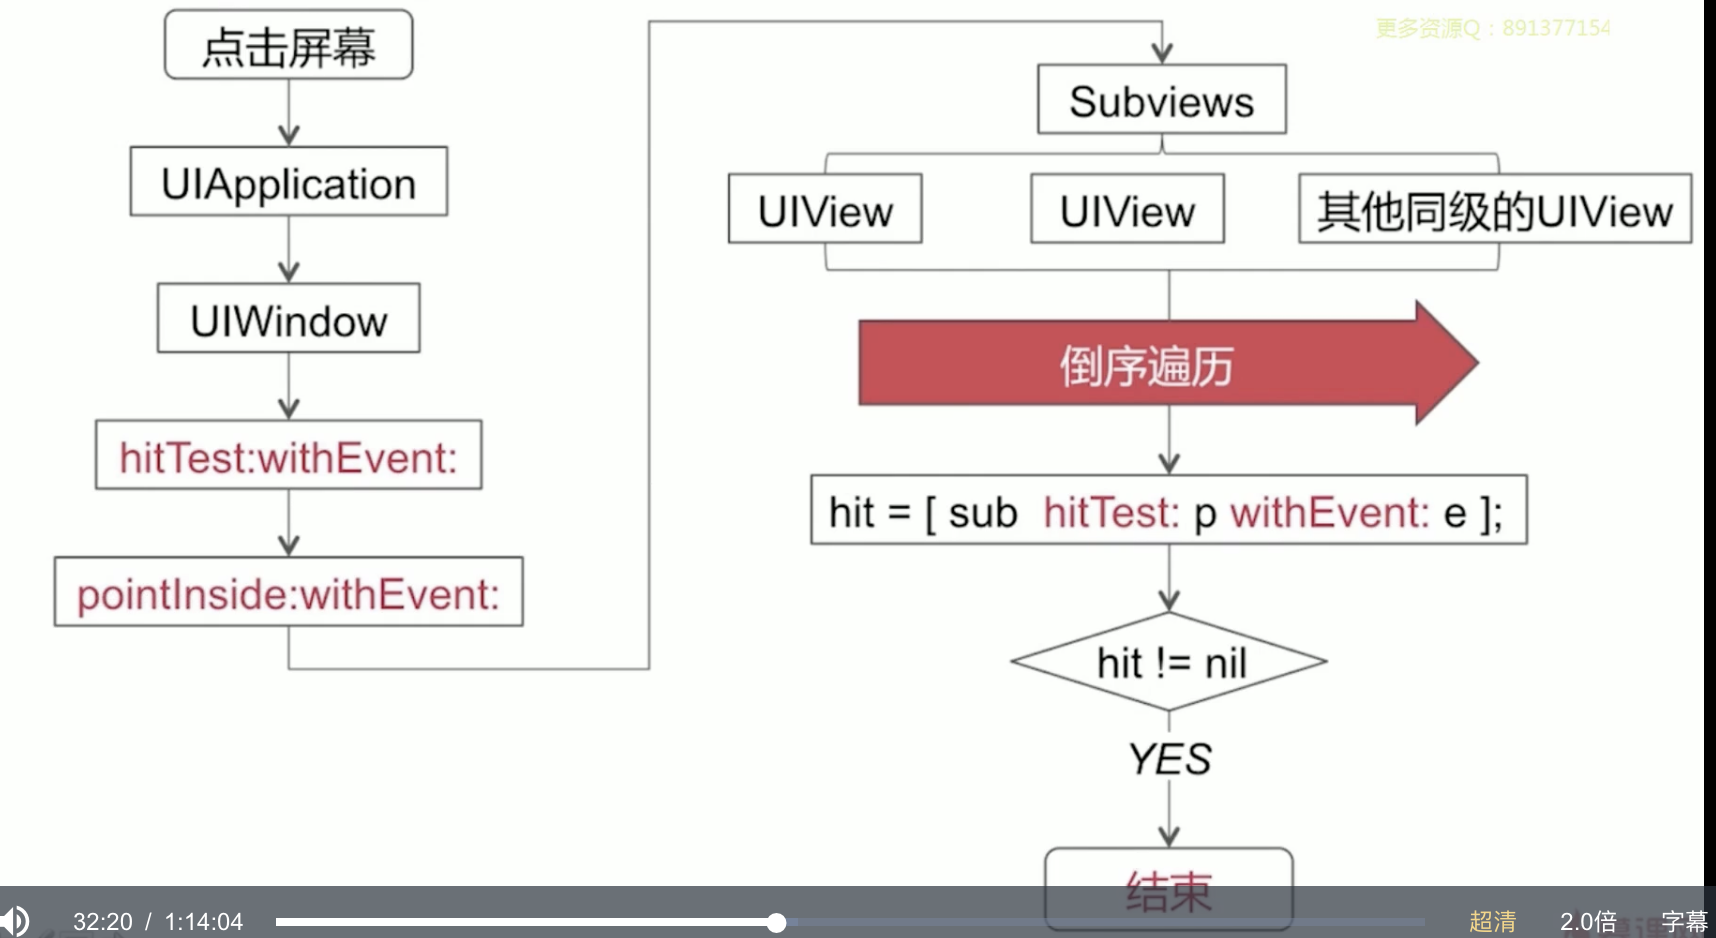 点击屏幕
UIApplication
UIWindow
hitTest:withEvent:
pointInside:withEvent:
更多资源Q：891377154
Subviews
UIView
UIView
其他同级的UIView
倒序遍历
hit = [ sub hitTest: p withEvent: e ];
hit != nil
YES
结束
32:20 / 1:14:04
超清
2.0倍
字幕